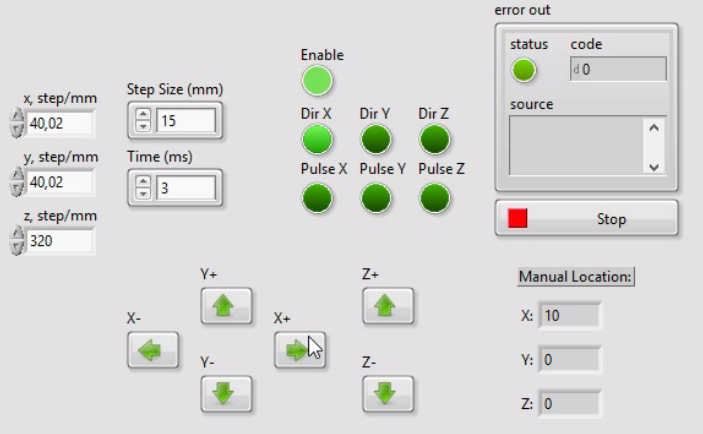 error out
status code
d 0
source
Enable
Dir X Dir Y Dir Z
Pulse X Pulse Y Pulse Z
x, step/mm
40,02
y, step/mm
40,02
z, step/mm
320
Step Size (mm)
15
Time (ms)
3
Stop
Y+
Z+
X-
X+
Y-
Z-
Manual Location:
X: 10
Y: 0
Z: 0